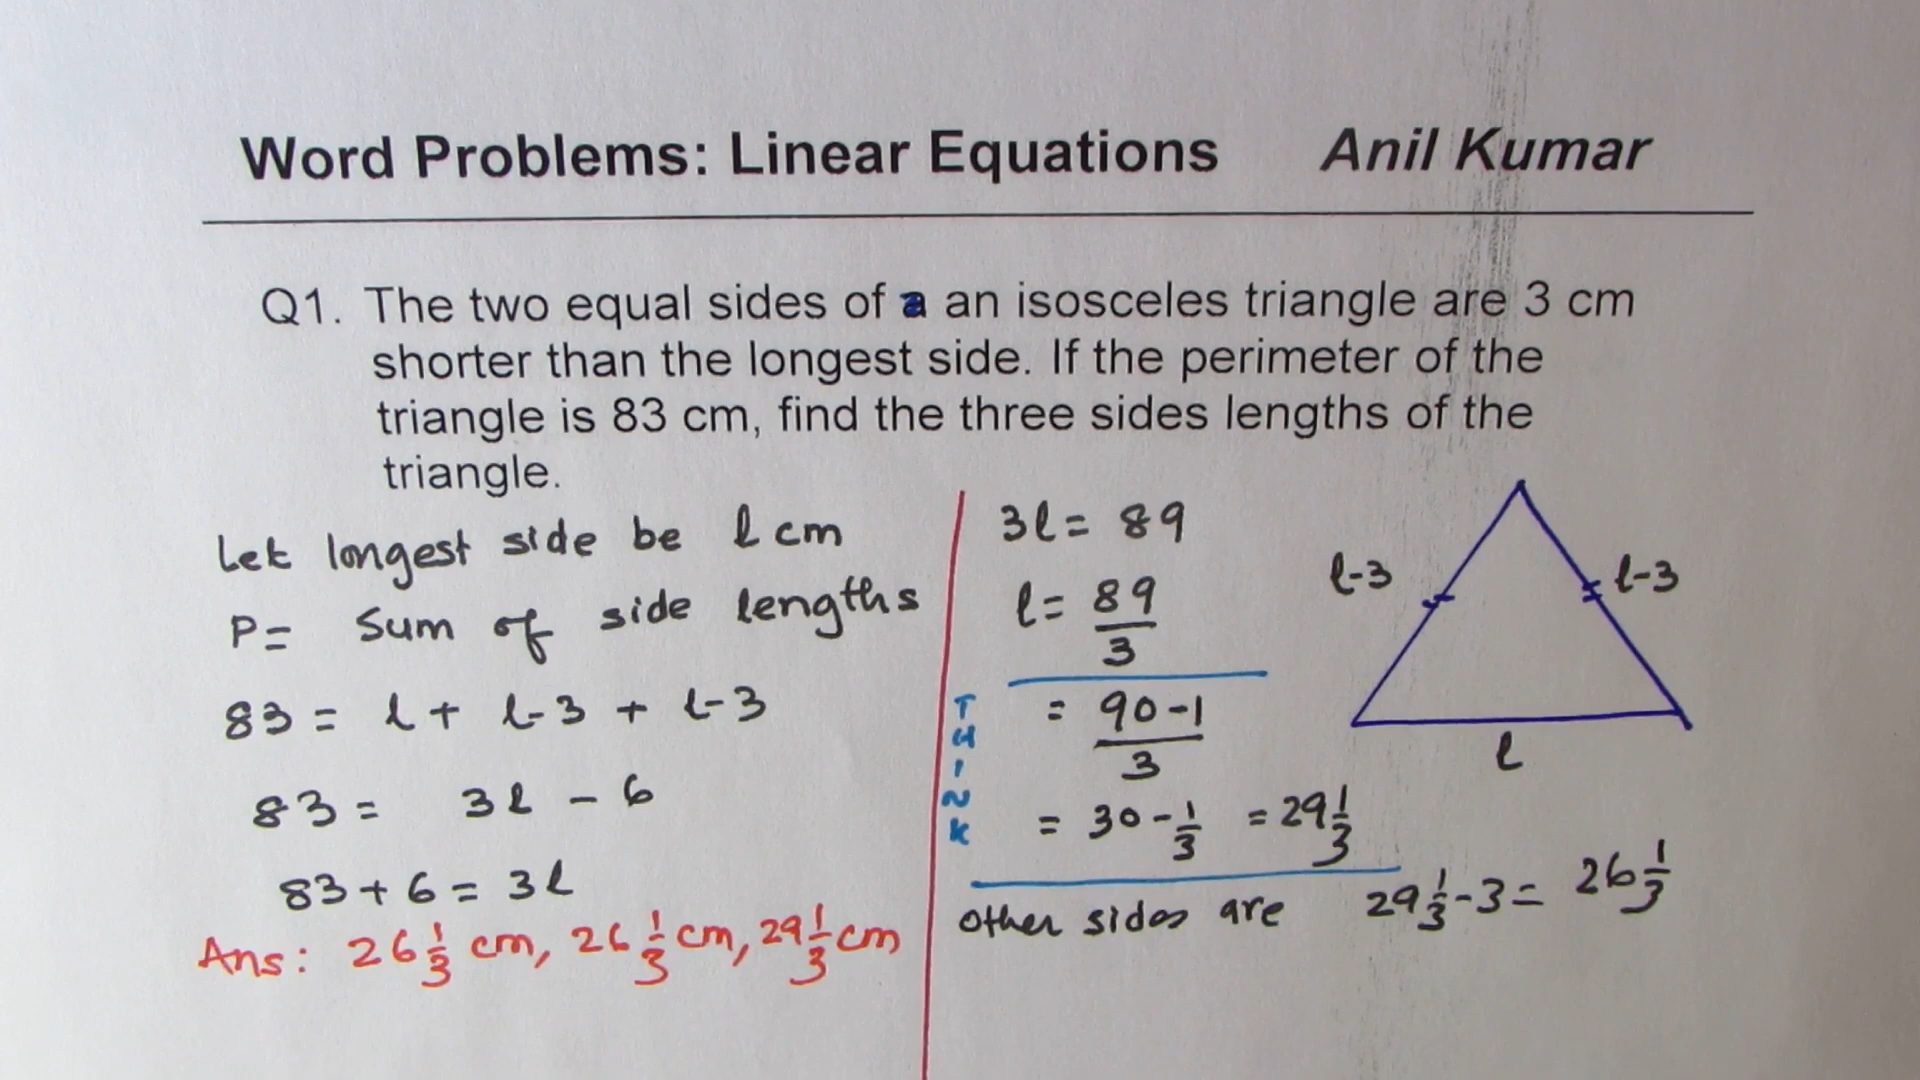 Word Problems: Linear Equations Anil Kumar
Q1. The two equal sides of a an isosceles triangle are 3 cm
shorter than the longest side. If the perimeter of the
triangle is 83 cm, find the three sides lengths of the
triangle.
Let longest side be l cm
P = Sum of side lengths
83 = l + l-3 + l-3
83 = 3l - 6
83 + 6 = 3l
Ans: 26 1/3 cm, 26 1/3 cm, 29 1/3 cm
3l = 89
l = 89/3
THINK
= 90-1/3
= 30 - 1/3 = 29 1/3
other sides are 29 1/3 - 3 = 26 1/3
l-3
l-3
l